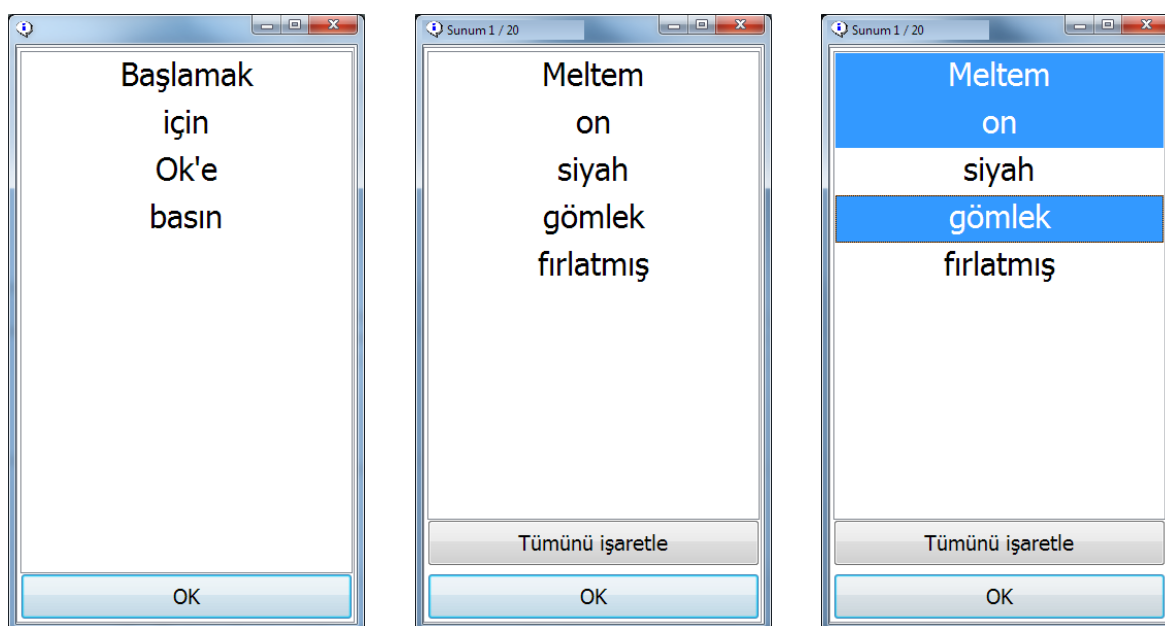 Başlamak
için
Ok'e
basın
OK
Sunum 1 / 20
Meltem
on
siyah
gömlek
fırlatmış
Tümünü işaretle
OK
Sunum 1 / 20
Meltem
on
siyah
gömlek
fırlatmış
Tümünü işaretle
OK